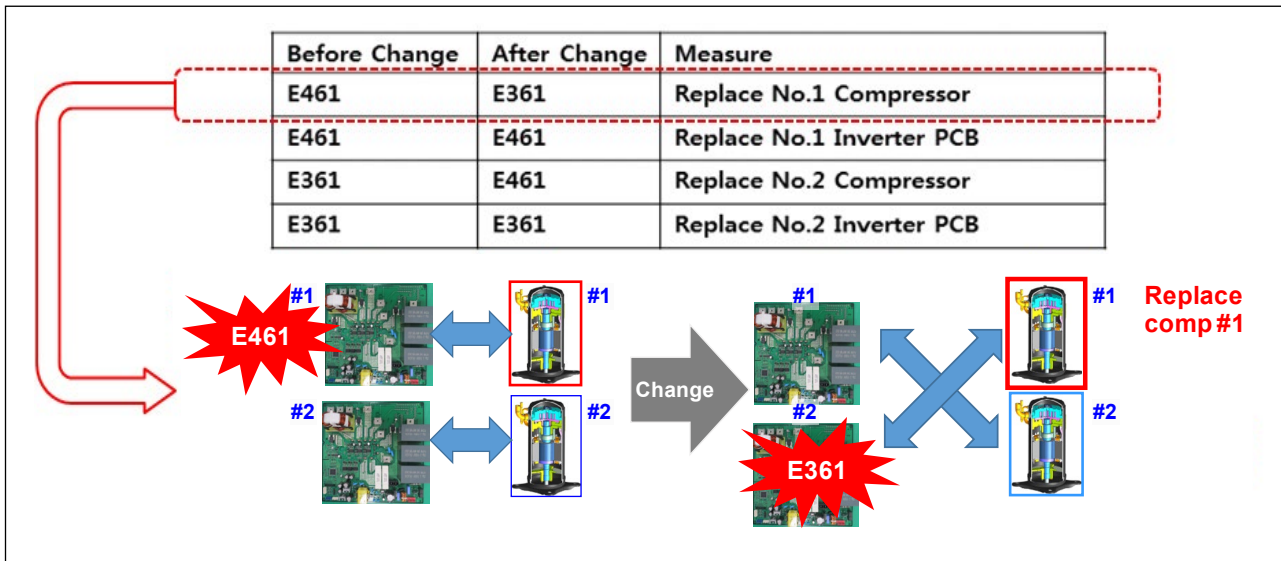 Before Change After Change Measure
E461 E361 Replace No.1 Compressor
E461 E461 Replace No.1 Inverter PCB
E361 E461 Replace No.2 Compressor
E361 E361 Replace No.2 Inverter PCB
#1 #1 #1 #1 Replace
comp #1
E461
Change
#2 #2 #2 #2
E361